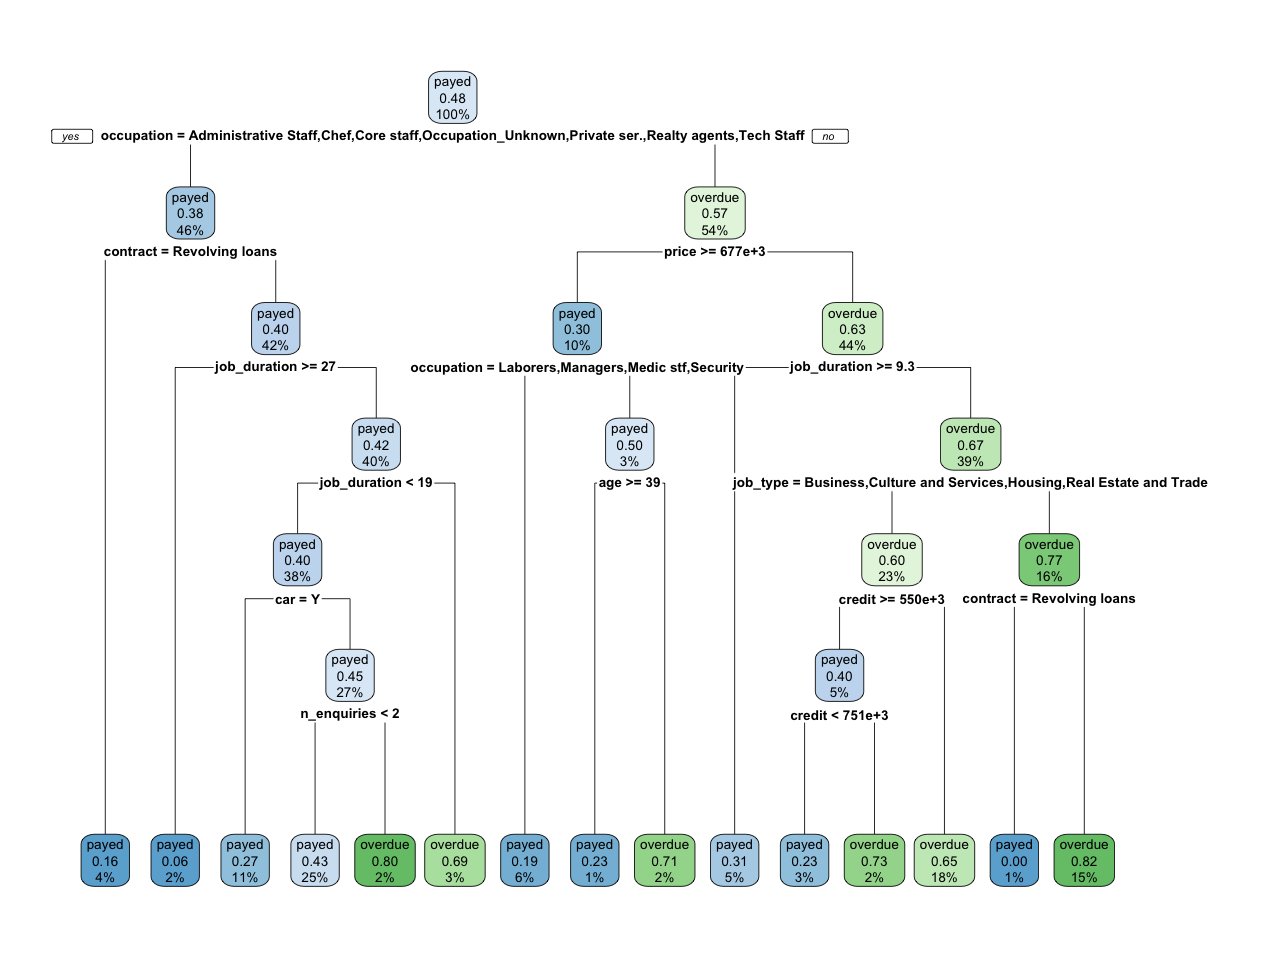 payed
0.48
100%
yes
occupation = Administrative Staff,Chef,Core staff,Occupation_Unknown,Private ser.,Realty agents,Tech Staff
no
payed
0.38
46%
overdue
0.57
54%
contract = Revolving loans
price >= 677e+3
payed
0.40
42%
payed
0.30
10%
overdue
0.63
44%
job_duration >= 27
occupation = Laborers,Managers,Medic stf,Security
job_duration >= 9.3
payed
0.42
40%
payed
0.50
3%
overdue
0.67
39%
job_duration < 19
age >= 39
job_type = Business,Culture and Services,Housing,Real Estate and Trade
payed
0.40
38%
overdue
0.60
23%
overdue
0.77
16%
car = Y
credit >= 550e+3
contract = Revolving loans
payed
0.45
27%
payed
0.40
5%
n_enquiries < 2
credit < 751e+3
payed
0.16
4%
payed
0.06
2%
payed
0.27
11%
payed
0.43
25%
overdue
0.80
2%
overdue
0.69
3%
payed
0.19
6%
payed
0.23
1%
overdue
0.71
2%
payed
0.31
5%
payed
0.23
3%
overdue
0.73
2%
overdue
0.65
18%
payed
0.00
1%
overdue
0.82
15%